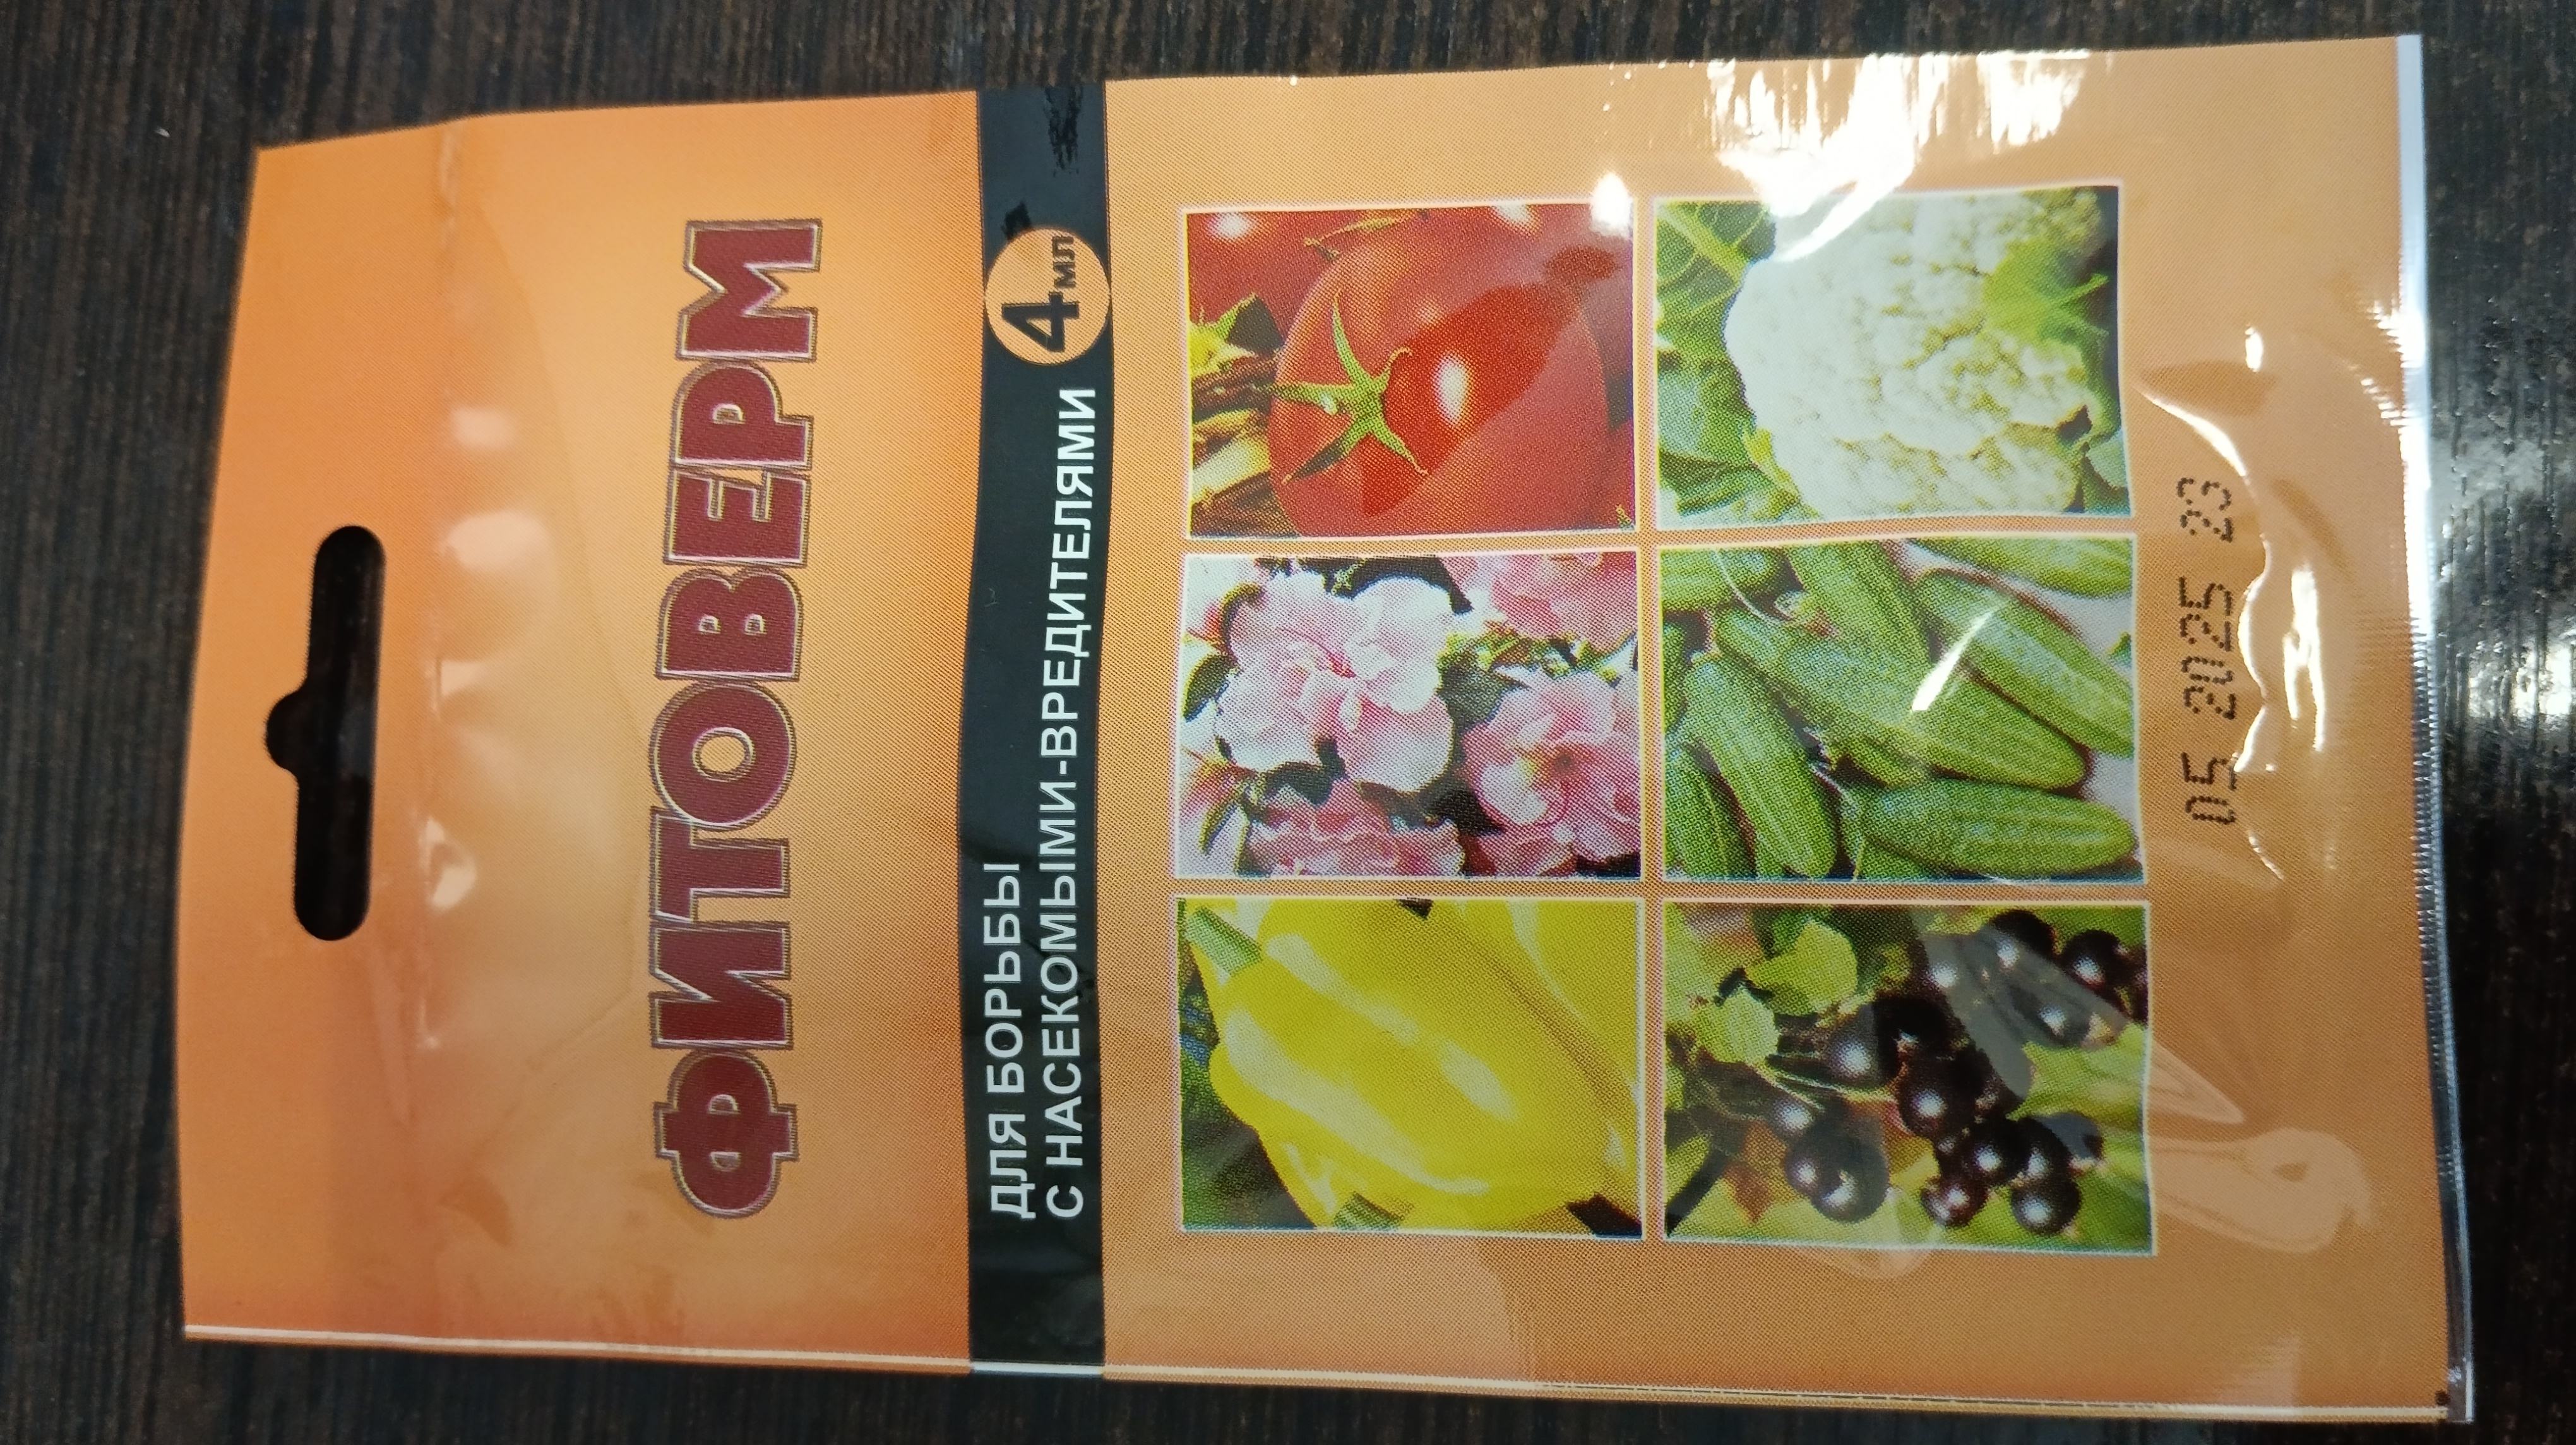 ФИТОВЕРМ
ДЛЯ БОРЬБЫ
С НАСЕКОМЫМИ-ВРЕДИТЕЛЯМИ
4 мл
05 2025 23